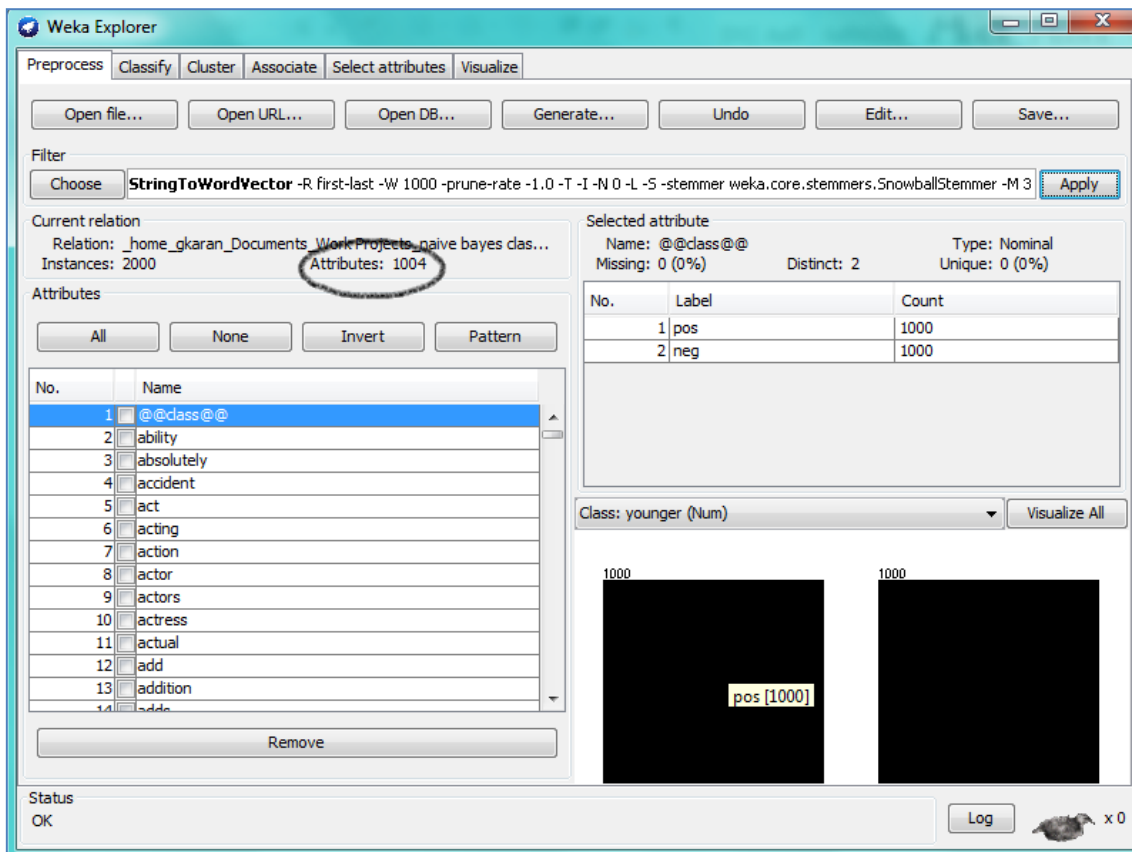 Weka Explorer
Preprocess Classify Cluster Associate Select attributes Visualize
Open file... Open URL... Open DB... Generate... Undo Edit... Save...
Filter
Choose StringToWordVector -R first-last -W 1000 -prune-rate -1.0 -T -I -N 0 -L -S -stemmer weka.core.stemmers.SnowballStemmer -M 3 Apply
Current relation
Relation: _home_gkaran_Documents_Work Projects_naive bayes clas...
Instances: 2000 Attributes: 1004
Attributes
All None Invert Pattern
No. Name
1 @@class@@
2 ability
3 absolutely
4 accident
5 act
6 acting
7 action
8 actor
9 actors
10 actress
11 actual
12 add
13 addition
14 adds
Remove
Selected attribute
Name: @@class@@ Type: Nominal
Missing: 0 (0%) Distinct: 2 Unique: 0 (0%)
No. Label Count
1 pos 1000
2 neg 1000
Class: younger (Num) Visualize All
1000 1000
pos [1000]
Status
OK Log x 0